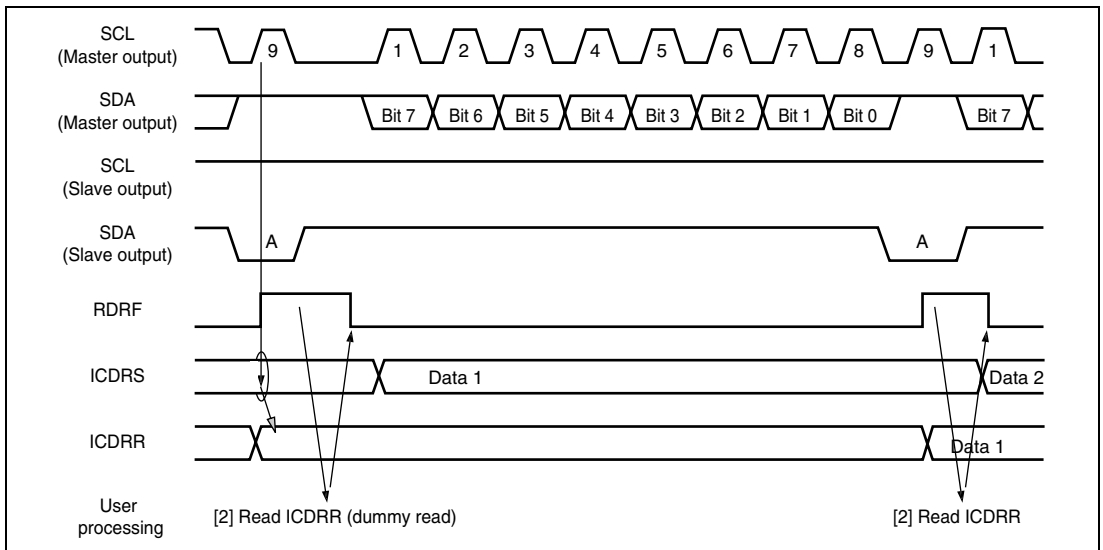 SCL
(Master output)
9 1 2 3 4 5 6 7 8 9 1
SDA
(Master output)
Bit 7 Bit 6 Bit 5 Bit 4 Bit 3 Bit 2 Bit 1 Bit 0 Bit 7
SCL
(Slave output)
SDA
(Slave output)
A A
RDRF
ICDRS
Data 1 Data 2
ICDRR
Data 1
User
processing
[2] Read ICDRR (dummy read) [2] Read ICDRR